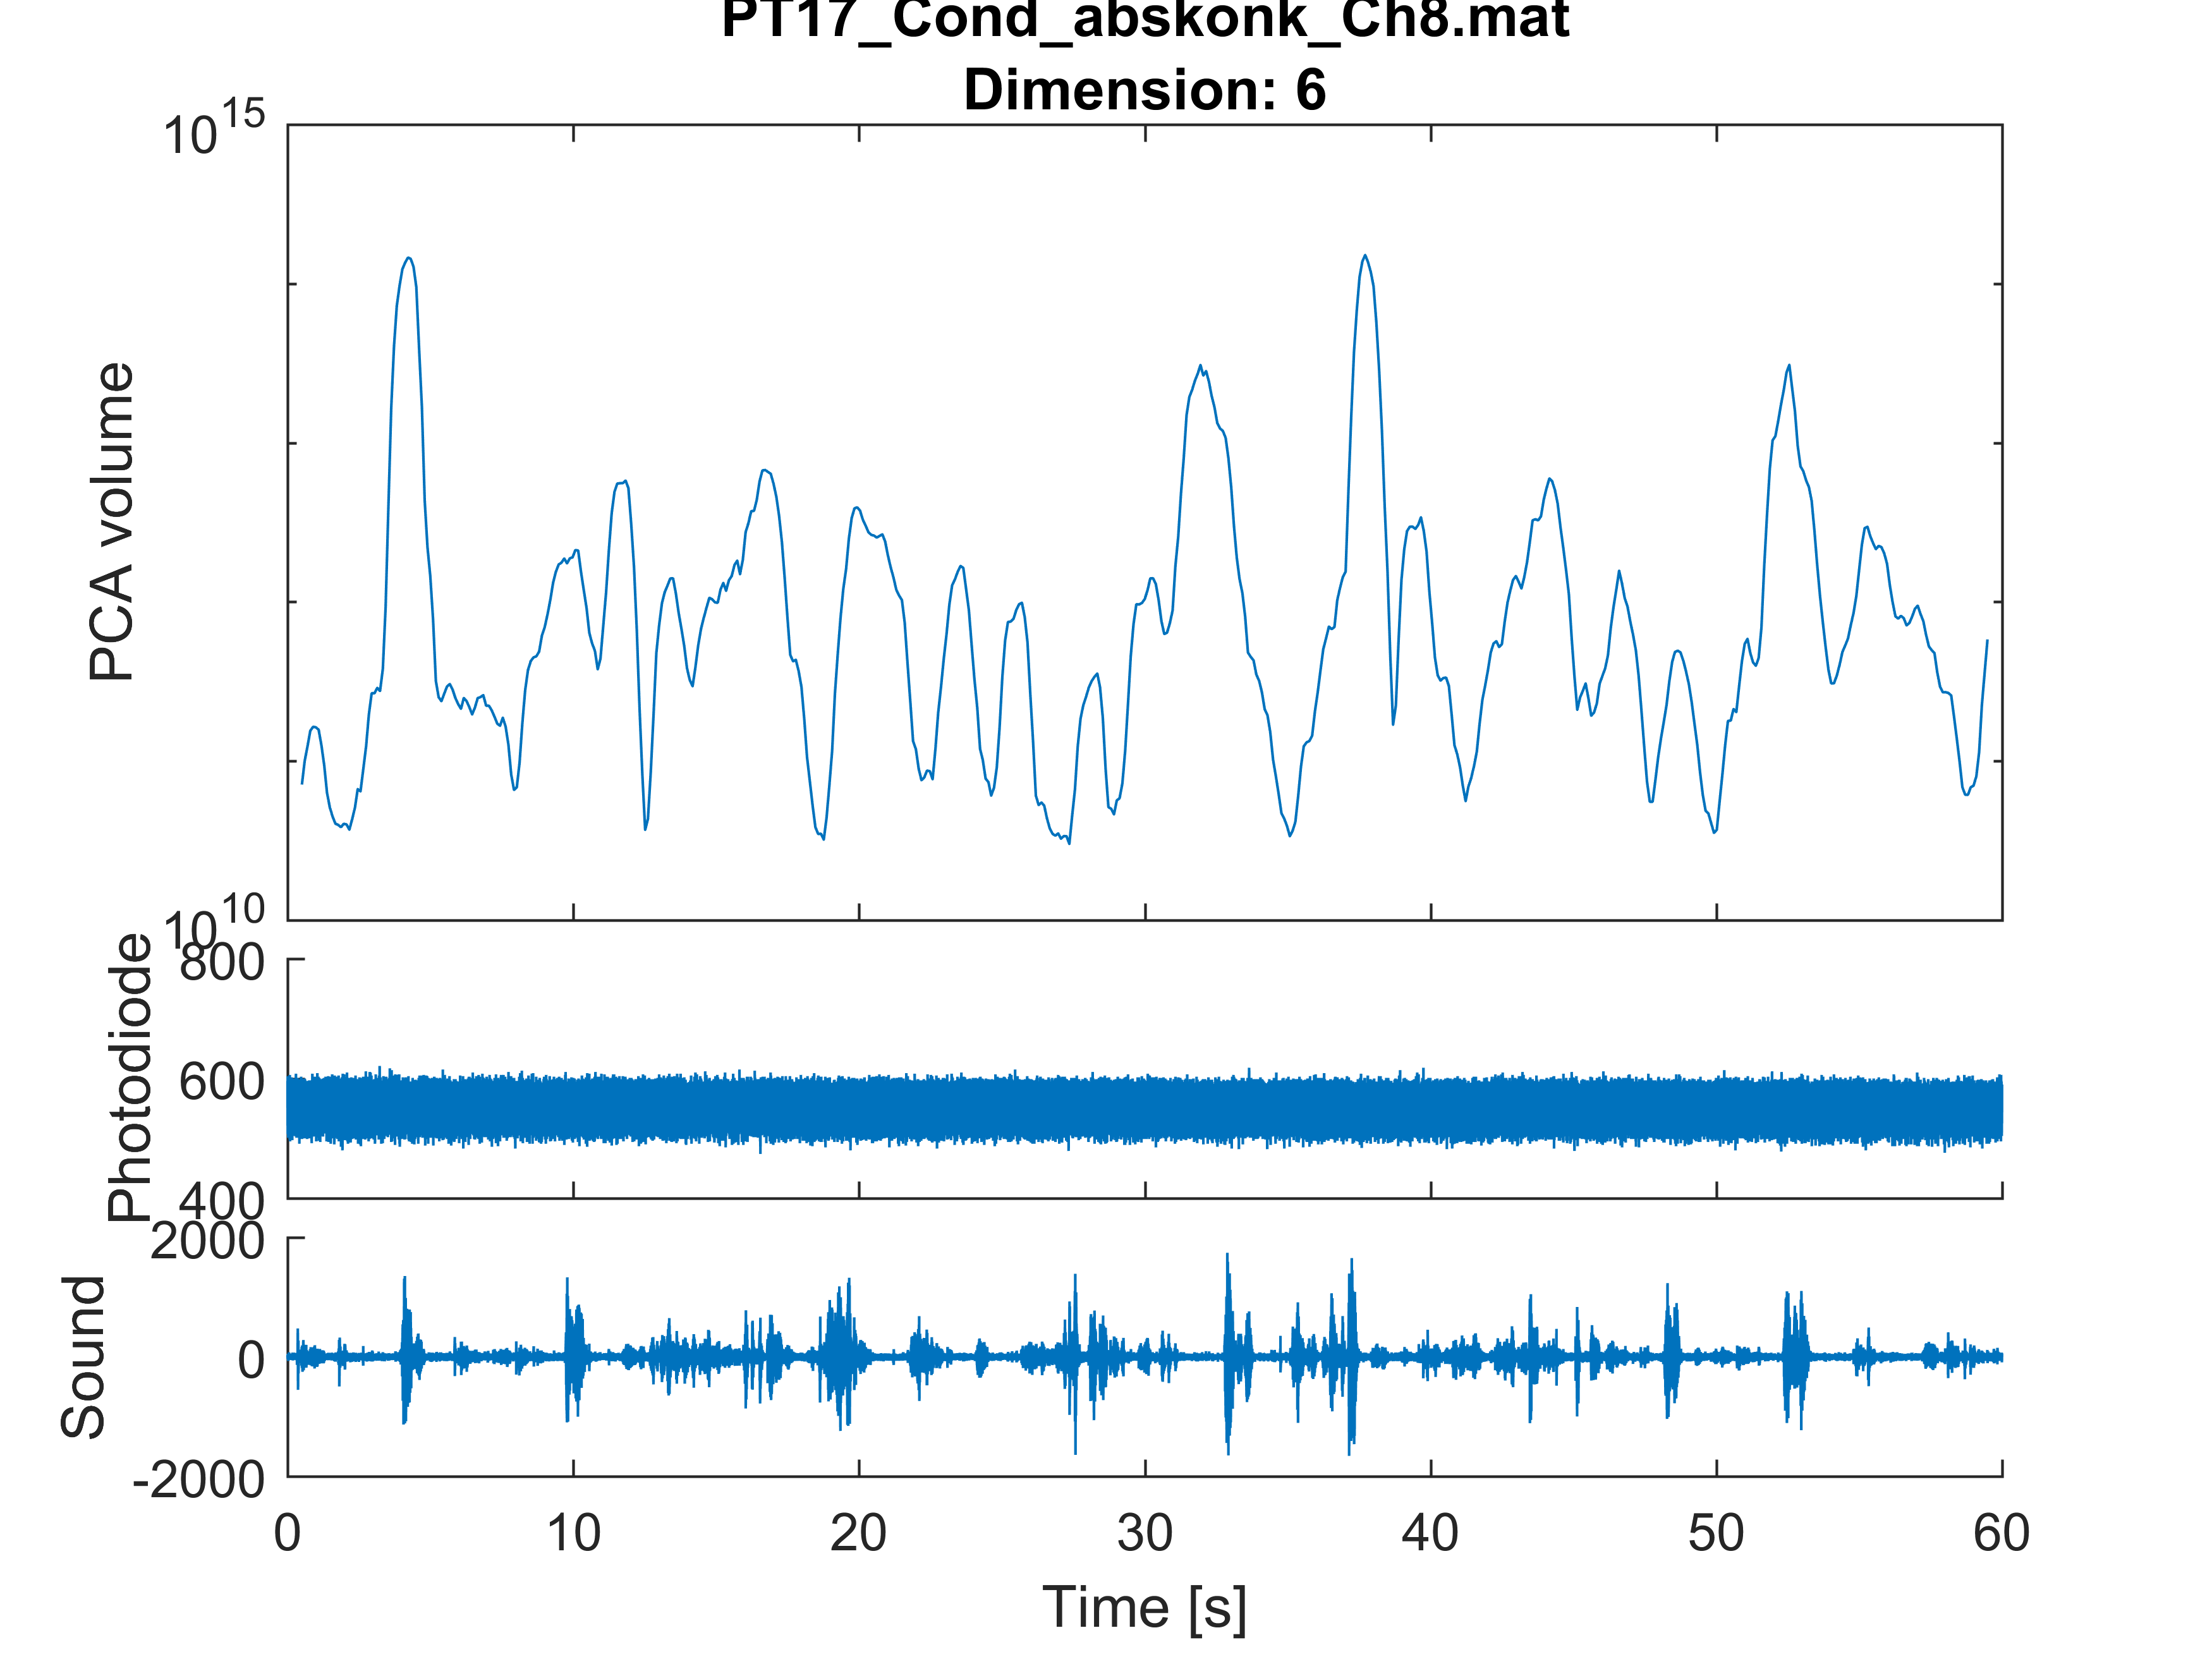 PT17_Cond_abskonk_Ch8.mat
Dimension: 6
10^15
PCA volume
10^10
800
Photodiode
600
400
2000
Sound
0
-2000
0 10 20 30 40 50 60
Time [s]